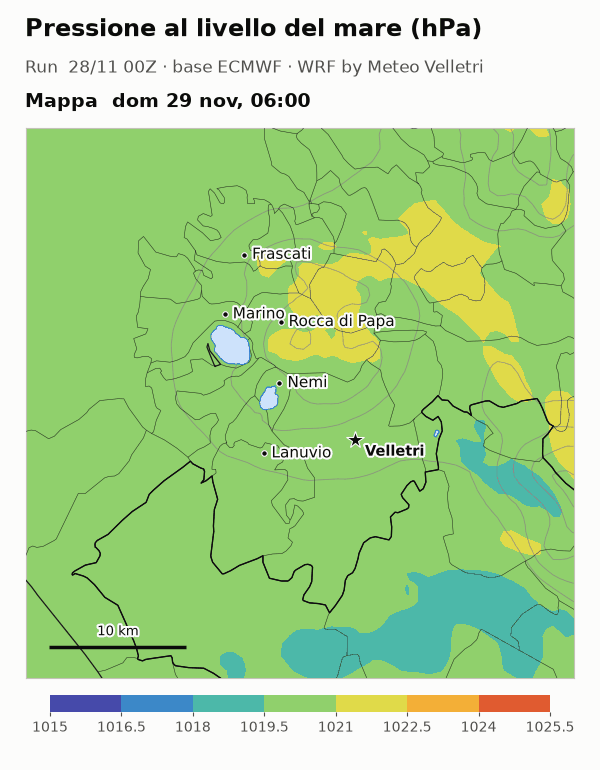 Pressione al livello del mare (hPa)
Run  28/11 00Z · base ECMWF · WRF by Meteo Velletri
Mappa  dom 29 nov, 06:00
Frascati
Marino
Rocca di Papa
Nemi
Velletri
Lanuvio
10 km
1015 1016.5 1018 1019.5 1021 1022.5 1024 1025.5